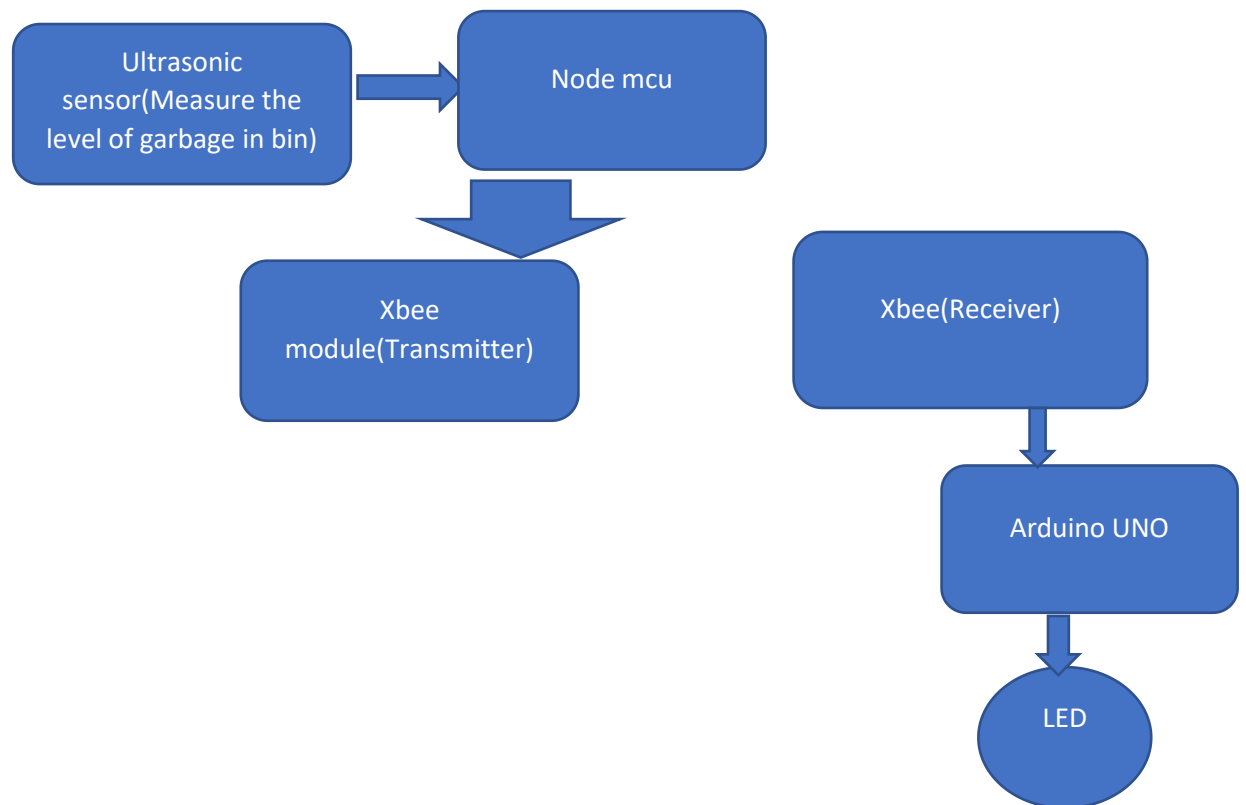 Ultrasonic
sensor(Measure the
level of garbage in bin)
Node mcu
Xbee
module(Transmitter)
Xbee(Receiver)
Arduino UNO
LED